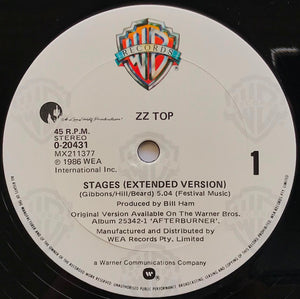 WB
RECORDS
ZZ TOP
45 R.P.M.
STEREO
0-20431
MX211377
℗ 1986 WEA
International Inc.
1
STAGES (EXTENDED VERSION)
(Gibbons/Hill/Beard) 5.04 (Festival Music)
Produced by Bill Ham
Original Version Available On The Warner Bros.
Album 25342-1 'AFTERBURNER'
Manufactured and Distributed by
WEA Records Pty. Limited
a Warner Communications Company